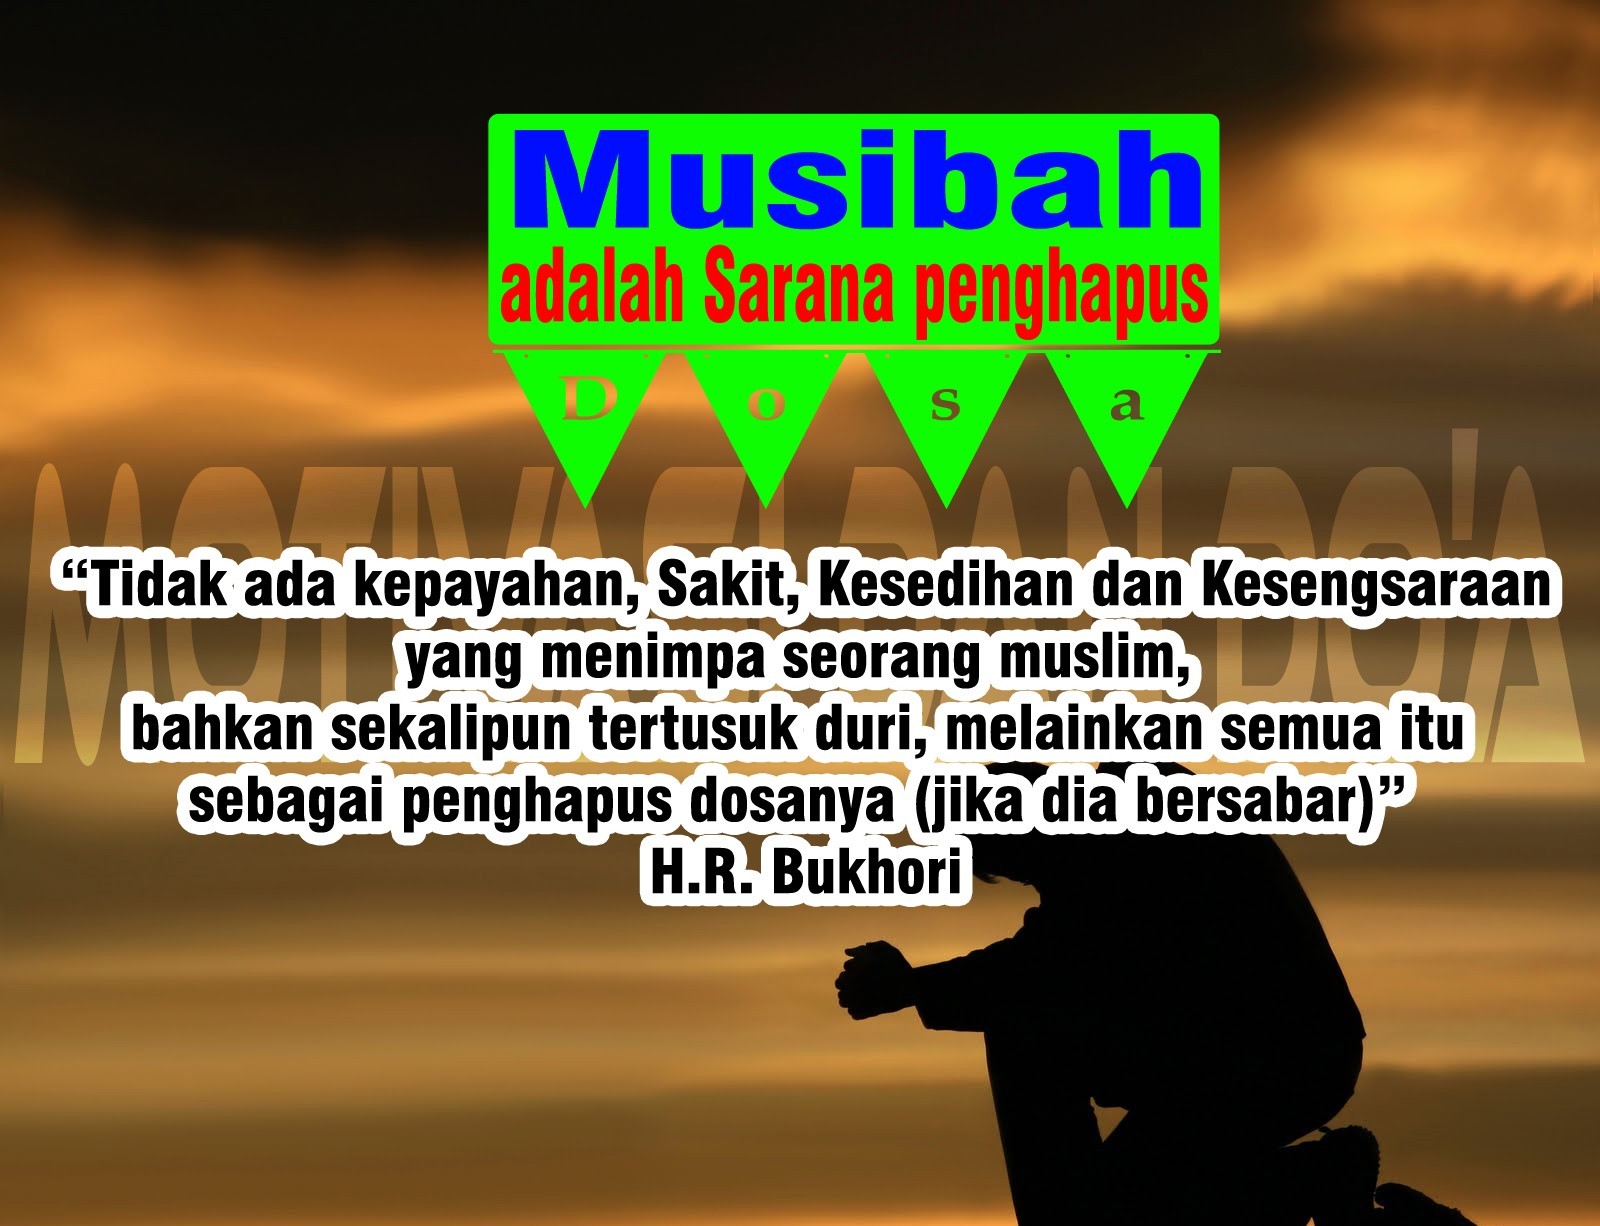 Musibah
adalah Sarana penghapus
Dosa
MOTIVASI DAN DO'A
“Tidak ada kepayahan, Sakit, Kesedihan dan Kesengsaraan
yang menimpa seorang muslim,
bahkan sekalipun tertusuk duri, melainkan semua itu
sebagai penghapus dosanya (jika dia bersabar)”
H.R. Bukhori